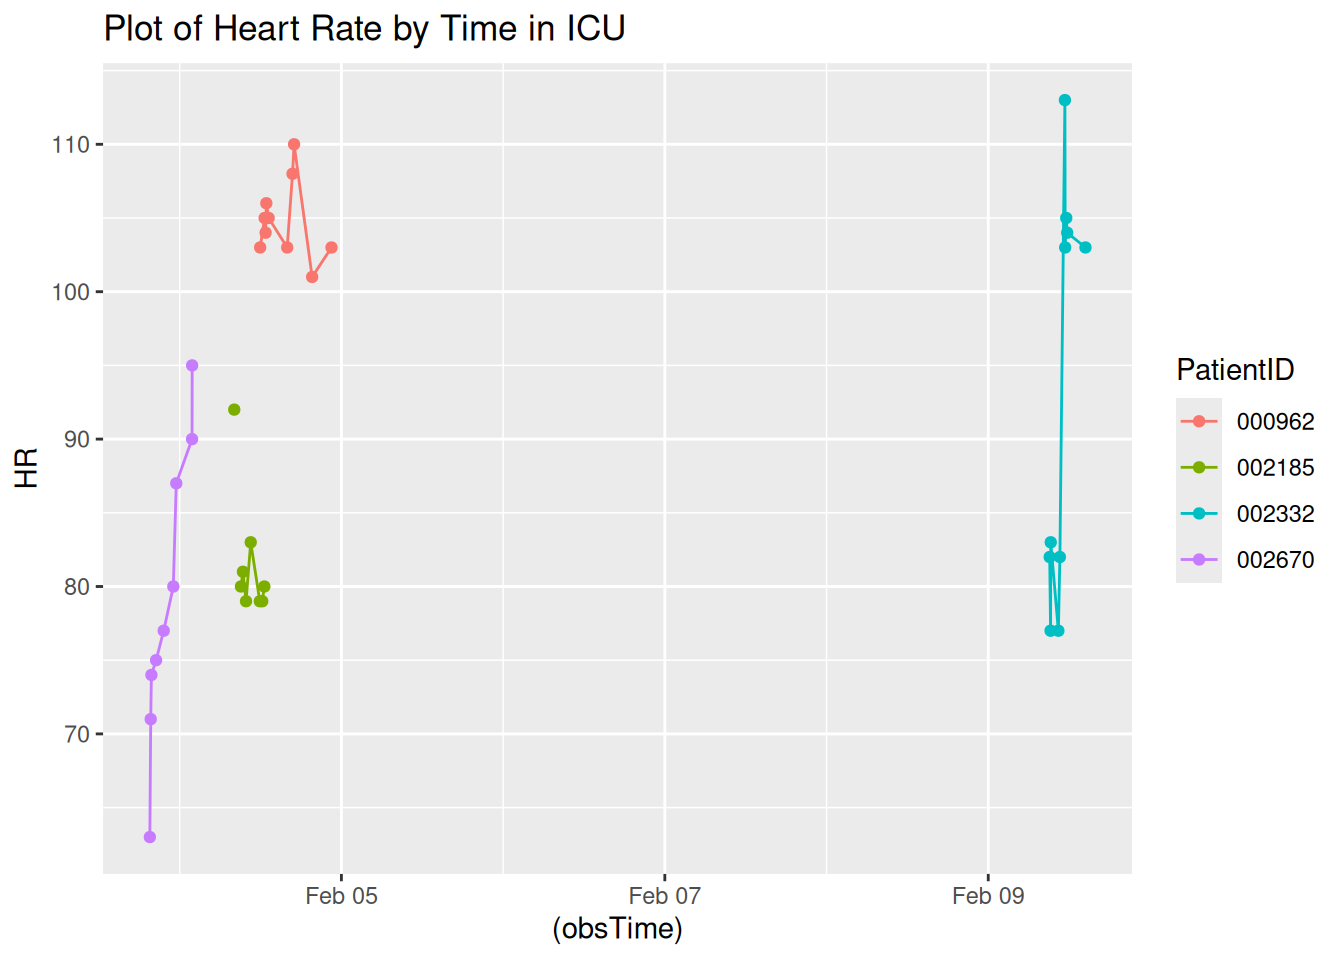 Plot of Heart Rate by Time in ICU
110
100
90
80
70
HR
Feb 05
Feb 07
Feb 09
(obsTime)
PatientID
000962
002185
002332
002670